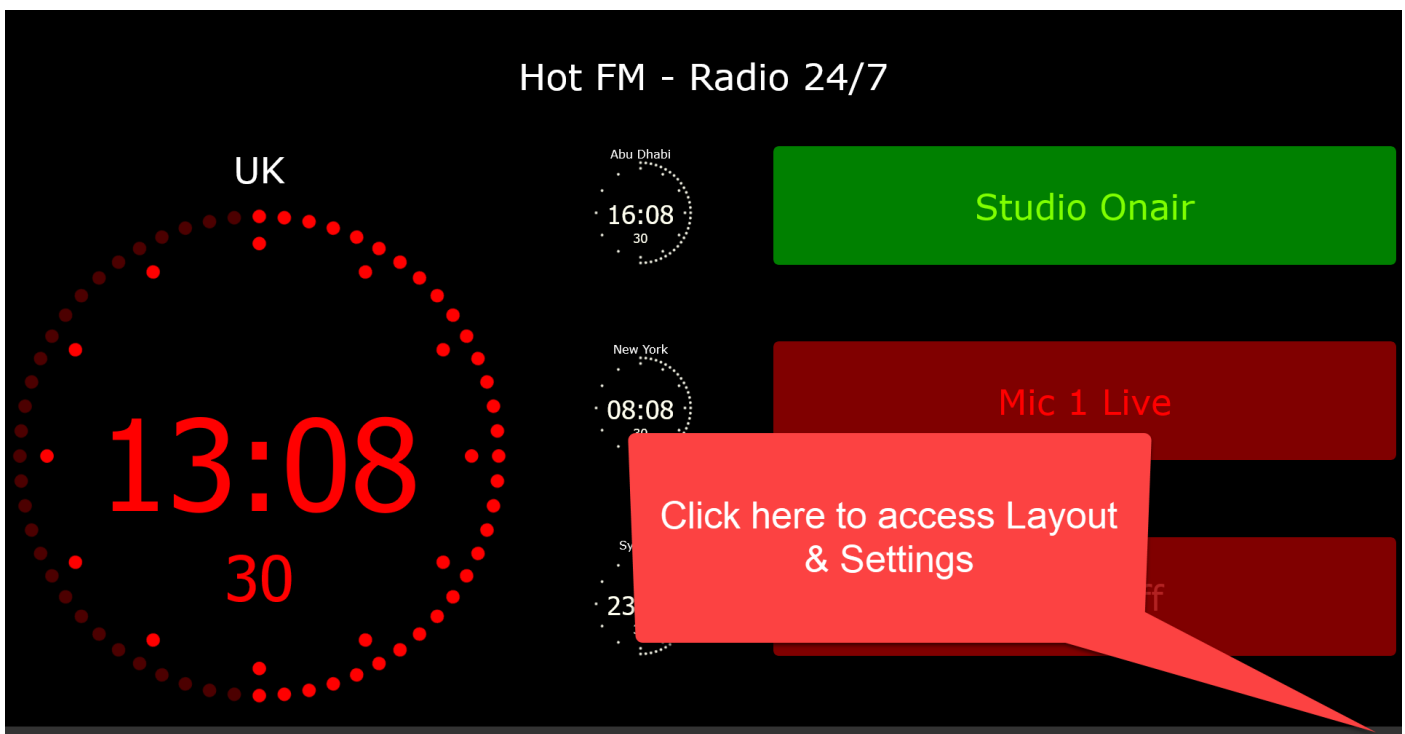 Hot FM - Radio 24/7
UK
13:08
30
Abu Dhabi
16:08
30
Studio Onair
New York
08:08
Mic 1 Live
Click here to access Layout
& Settings